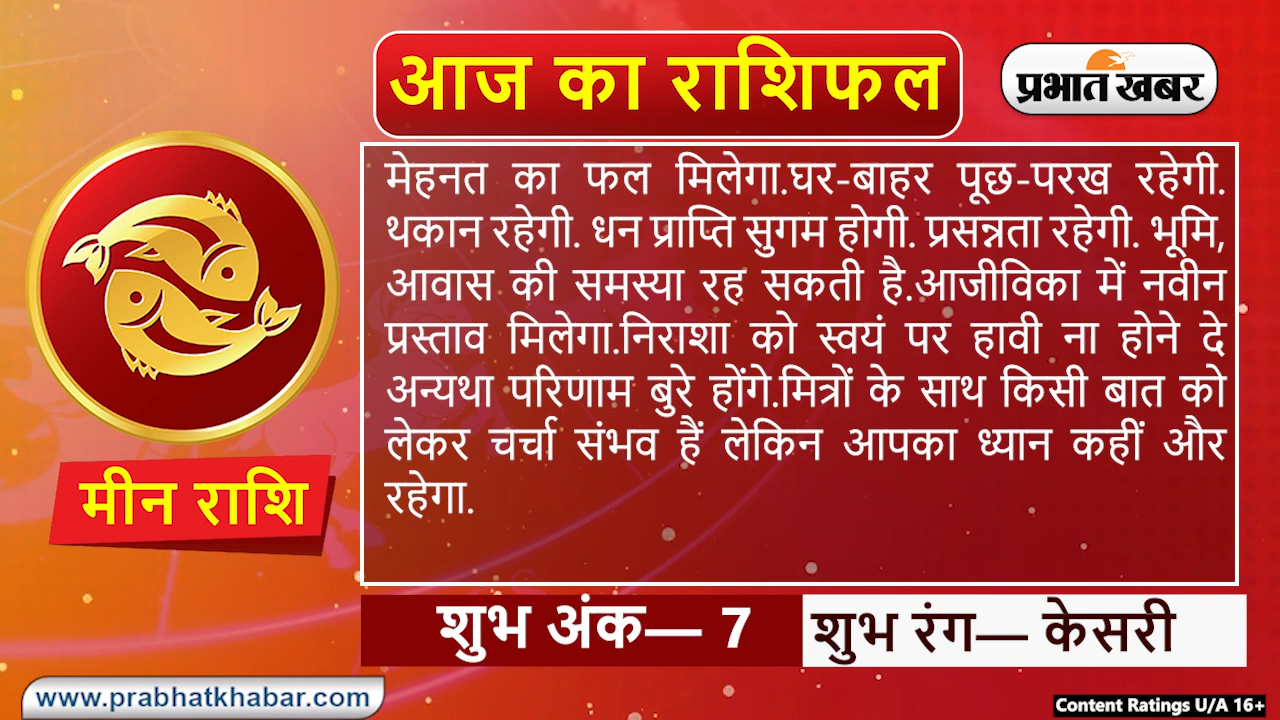 आज का राशिफल
प्रभात खबर
मेहनत का फल मिलेगा.घर-बाहर पूछ-परख रहेगी.
थकान रहेगी. धन प्राप्ति सुगम होगी. प्रसन्नता रहेगी. भूमि,
आवास की समस्या रह सकती है.आजीविका में नवीन
प्रस्ताव मिलेगा.निराशा को स्वयं पर हावी ना होने दे
अन्यथा परिणाम बुरे होंगे.मित्रों के साथ किसी बात को
लेकर चर्चा संभव हैं लेकिन आपका ध्यान कहीं और
रहेगा.
मीन राशि
शुभ अंक— 7
शुभ रंग— केसरी
www.prabhatkhabar.com
Content Ratings U/A 16+